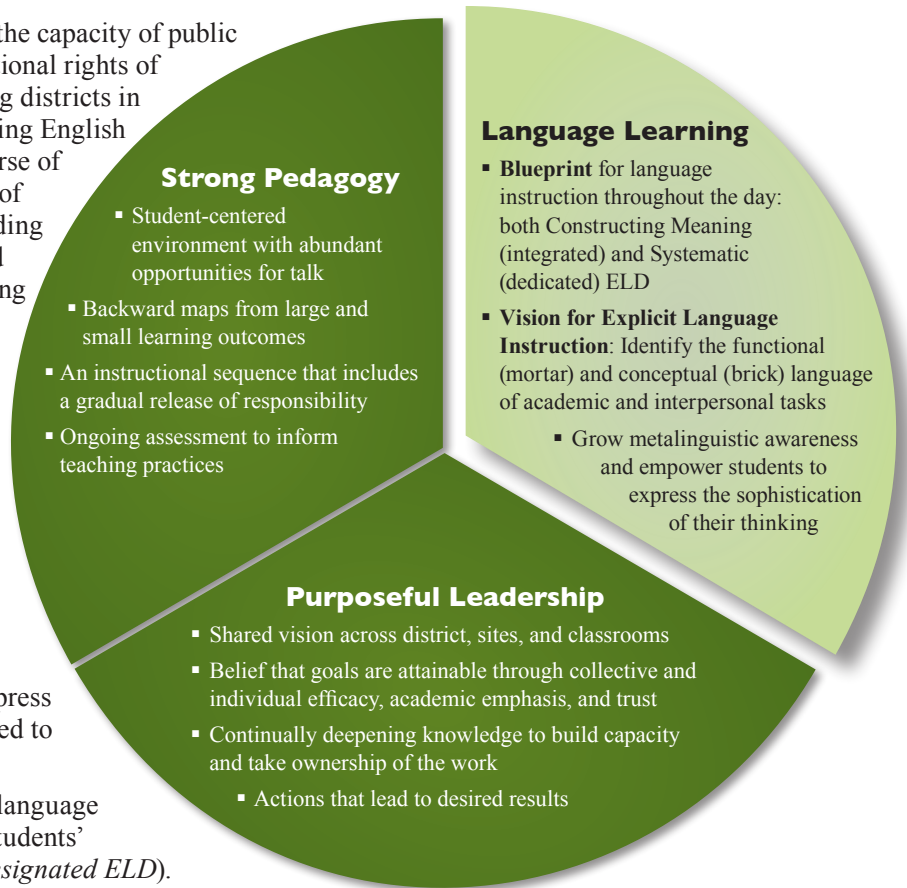 the capacity of public
tional rights of
g districts in
ing English
rse of
of
ding
ng
Strong Pedagogy
▪ Student-centered
environment with abundant
opportunities for talk
▪ Backward maps from large and
small learning outcomes
▪ An instructional sequence that includes
a gradual release of responsibility
▪ Ongoing assessment to inform
teaching practices
Language Learning
▪ Blueprint for language
instruction throughout the day:
both Constructing Meaning
(integrated) and Systematic
(dedicated) ELD
▪ Vision for Explicit Language
Instruction: Identify the functional
(mortar) and conceptual (brick) language
of academic and interpersonal tasks
▪ Grow metalinguistic awareness
and empower students to
express the sophistication
of their thinking
Purposeful Leadership
▪ Shared vision across district, sites, and classrooms
▪ Belief that goals are attainable through collective and
individual efficacy, academic emphasis, and trust
▪ Continually deepening knowledge to build capacity
and take ownership of the work
▪ Actions that lead to desired results
press
ed to
language
tudents’
esignated ELD).